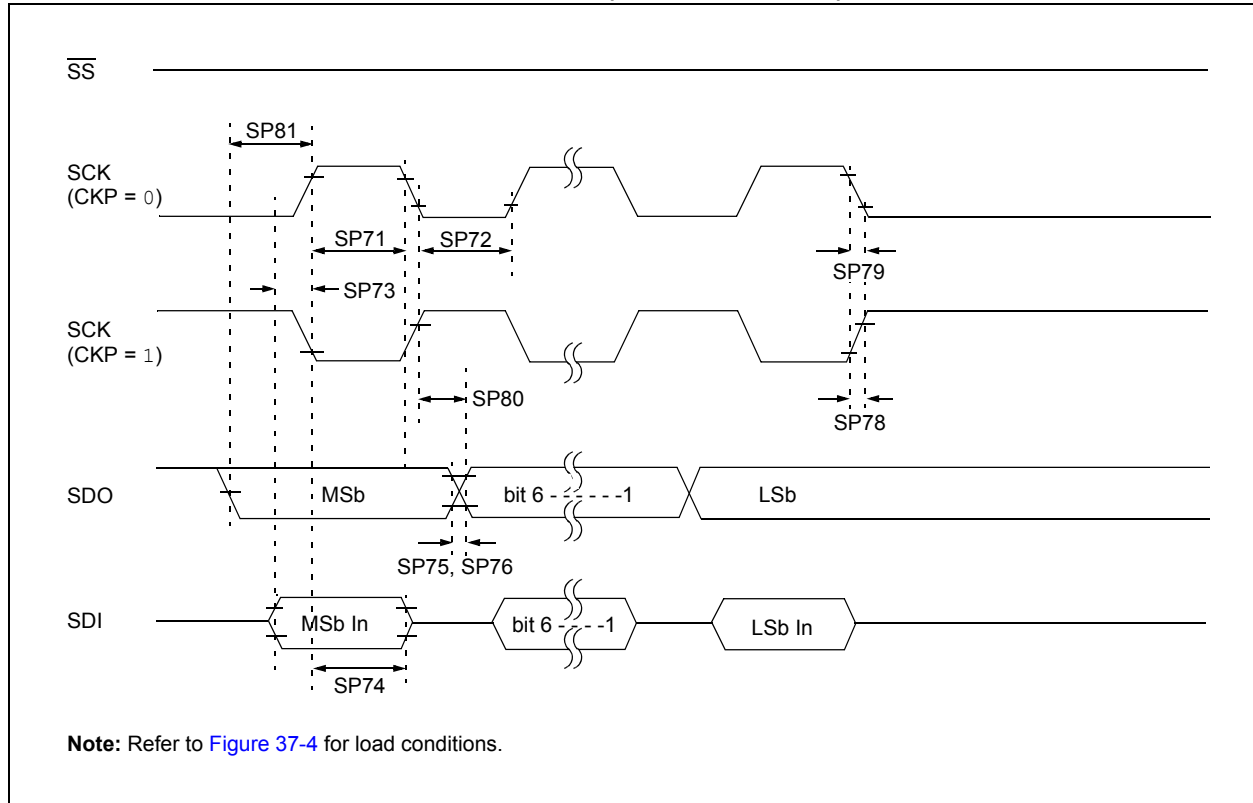 SS
SP81
SCK
(CKP = 0)
SP71
SP72
SP79
SP73
SCK
(CKP = 1)
SP80
SP78
SDO
MSb
bit 6 - - - - - - -1
LSb
SP75, SP76
SDI
MSb In
bit 6 - - - - -1
LSb In
SP74
Note: Refer to Figure 37-4 for load conditions.